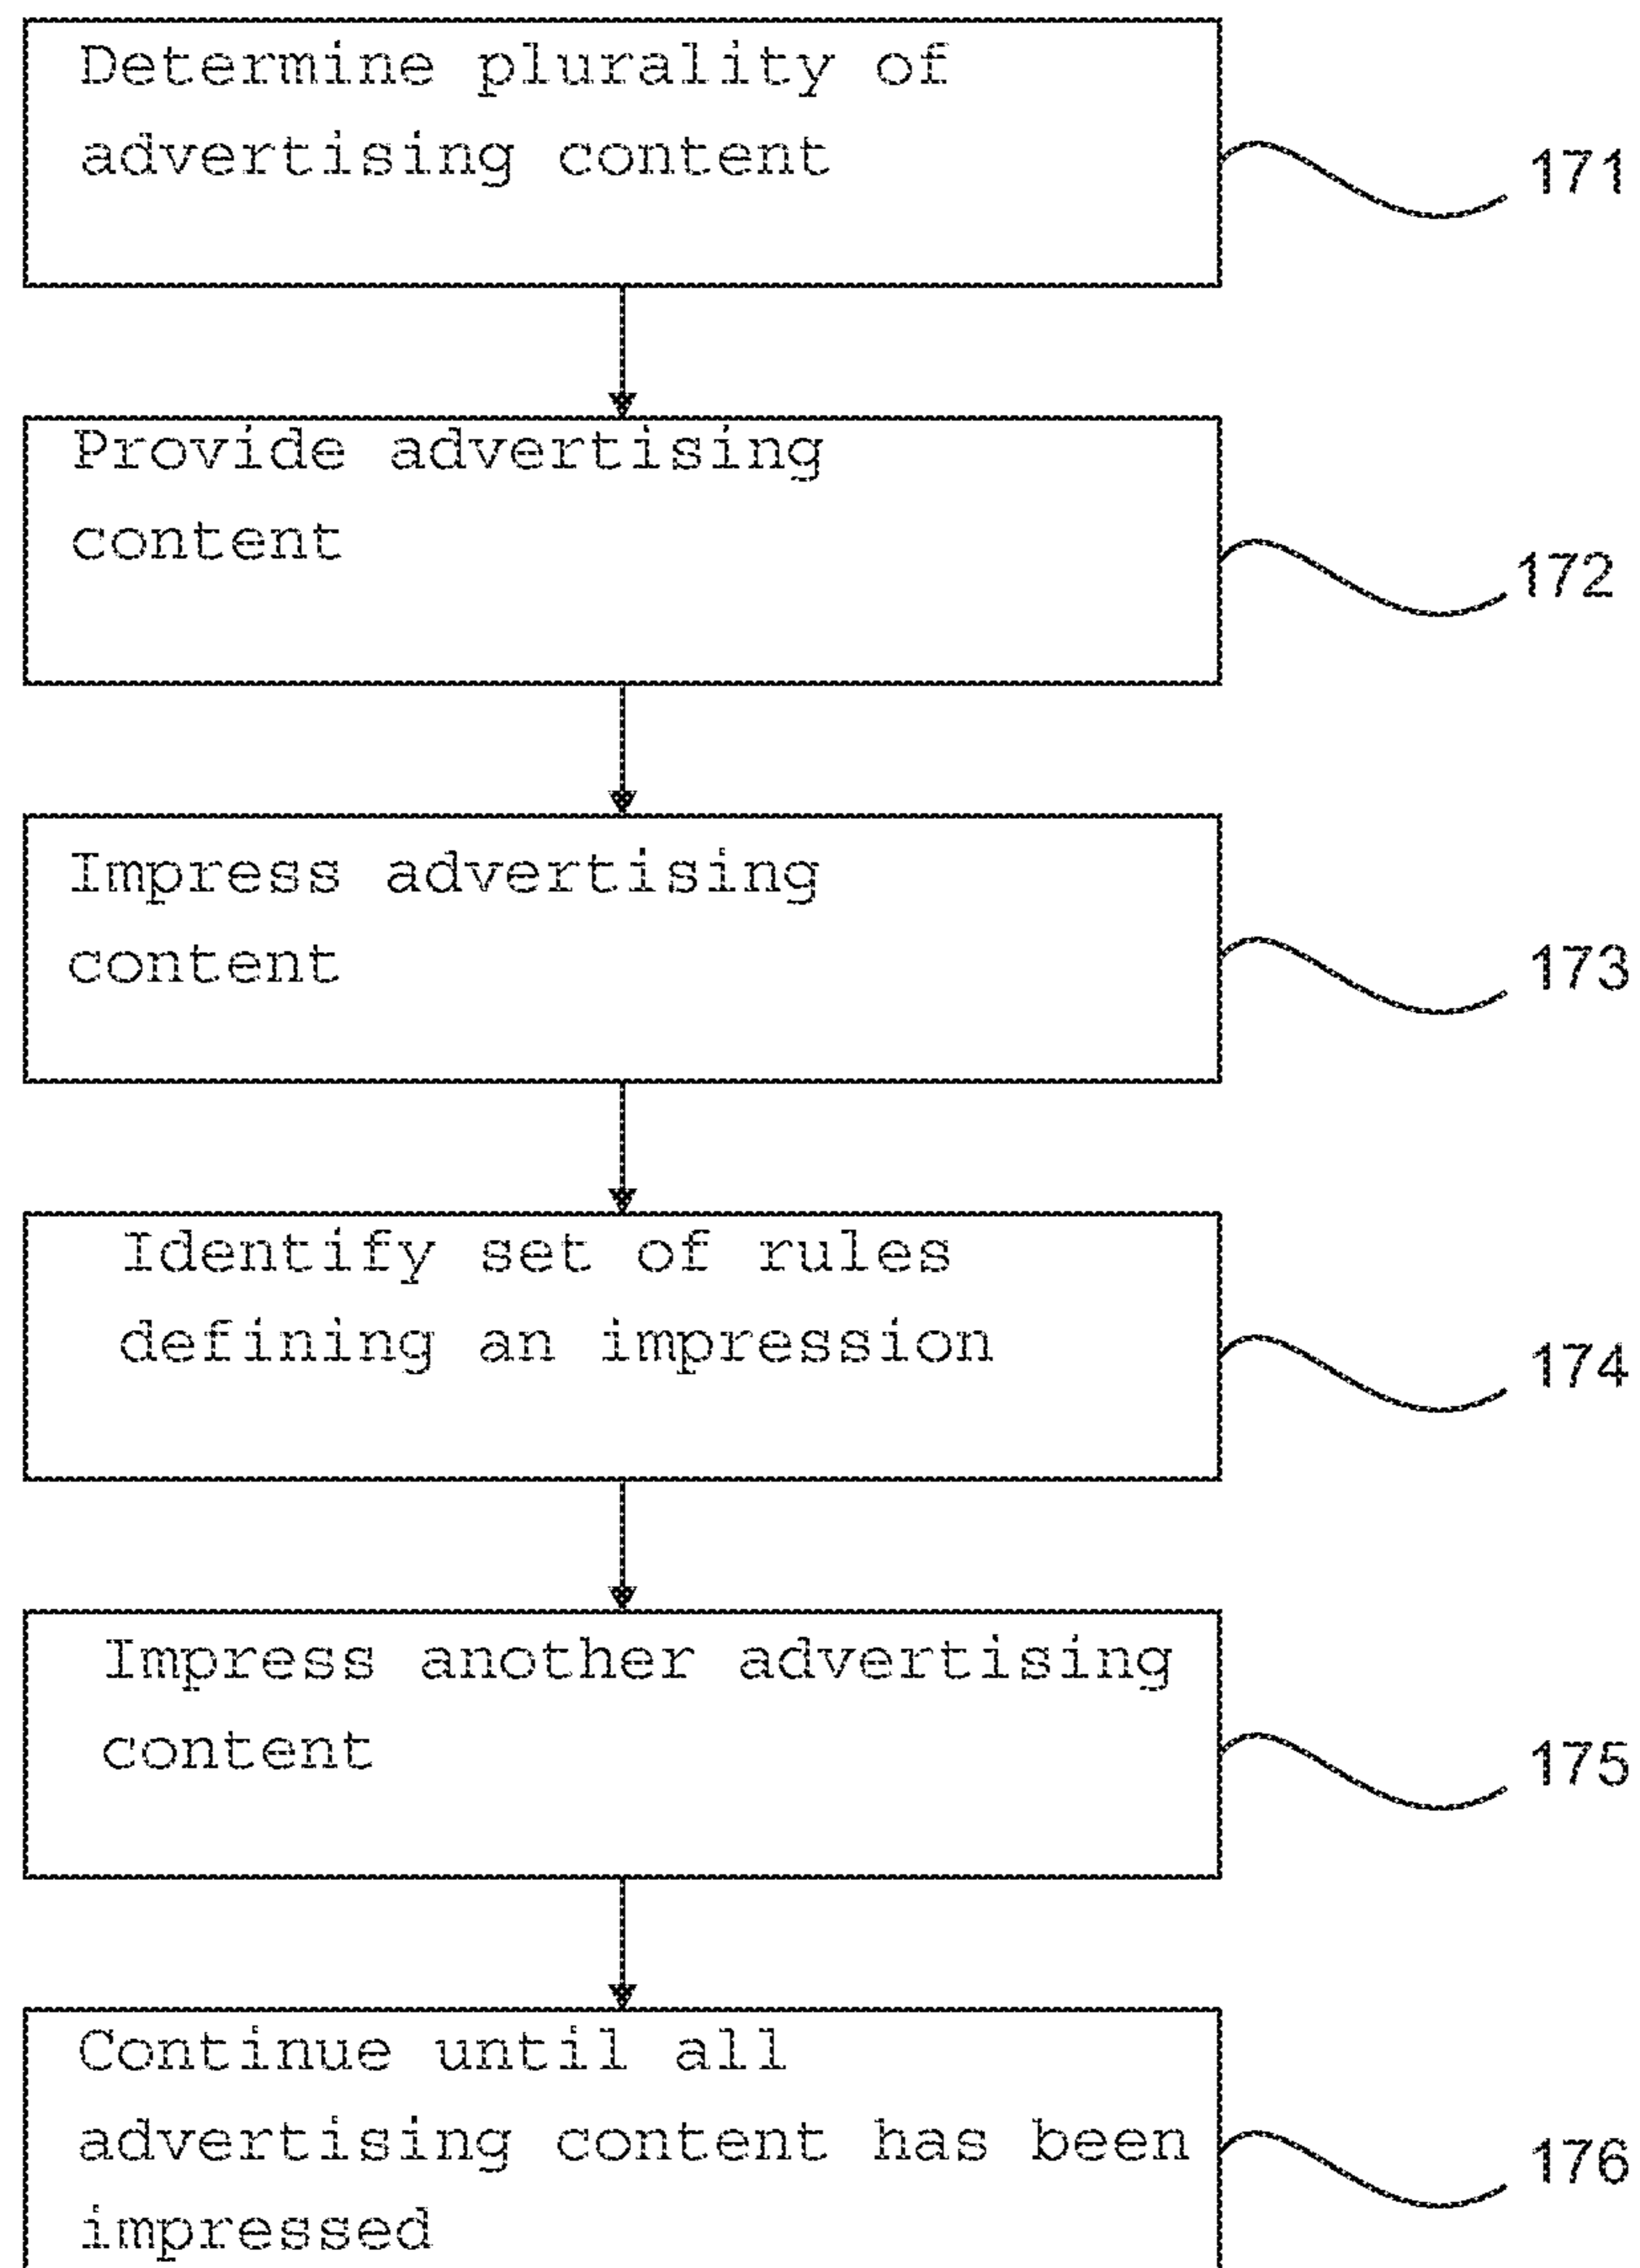 Determine plurality of
advertising content
171
Provide advertising
content
172
Impress advertising
content
173
Identify set of rules
defining an impression
174
Impress another advertising
content
175
Continue until all
advertising content has been
impressed
176